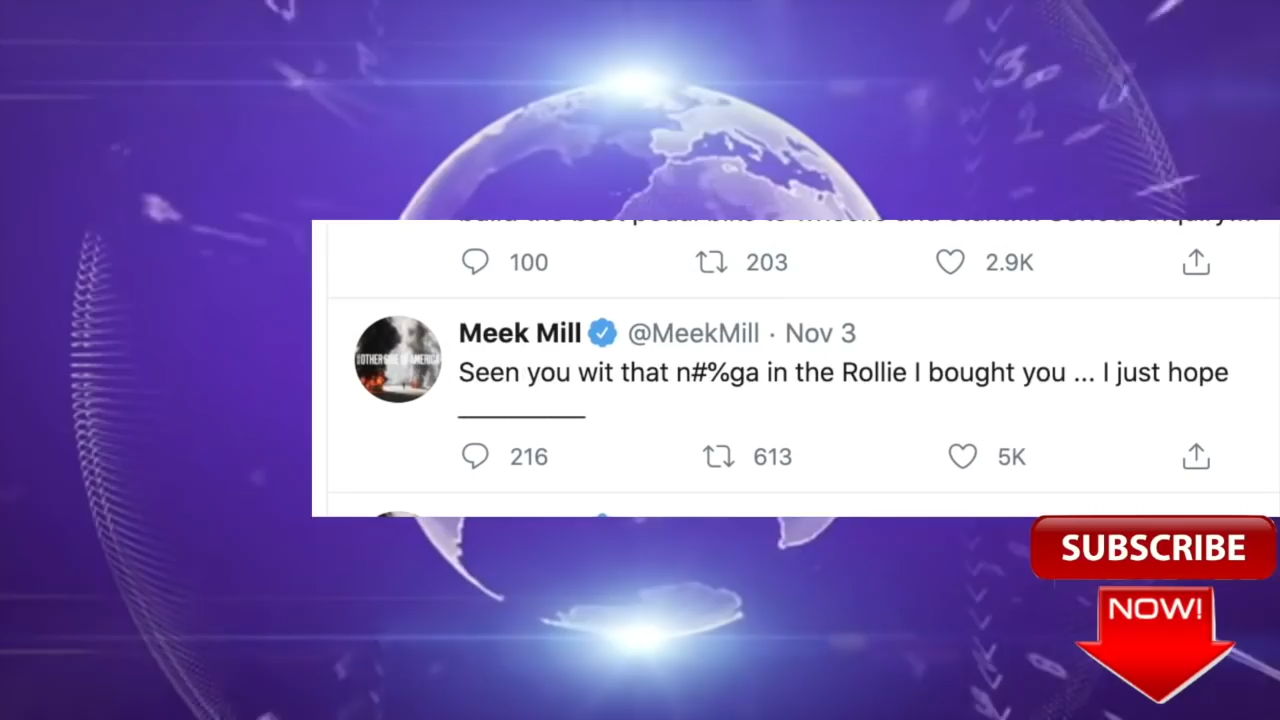 100 203 2.9K
Meek Mill @MeekMill · Nov 3
Seen you wit that n#%ga in the Rollie I bought you ... I just hope
__________
216 613 5K
SUBSCRIBE
NOW!